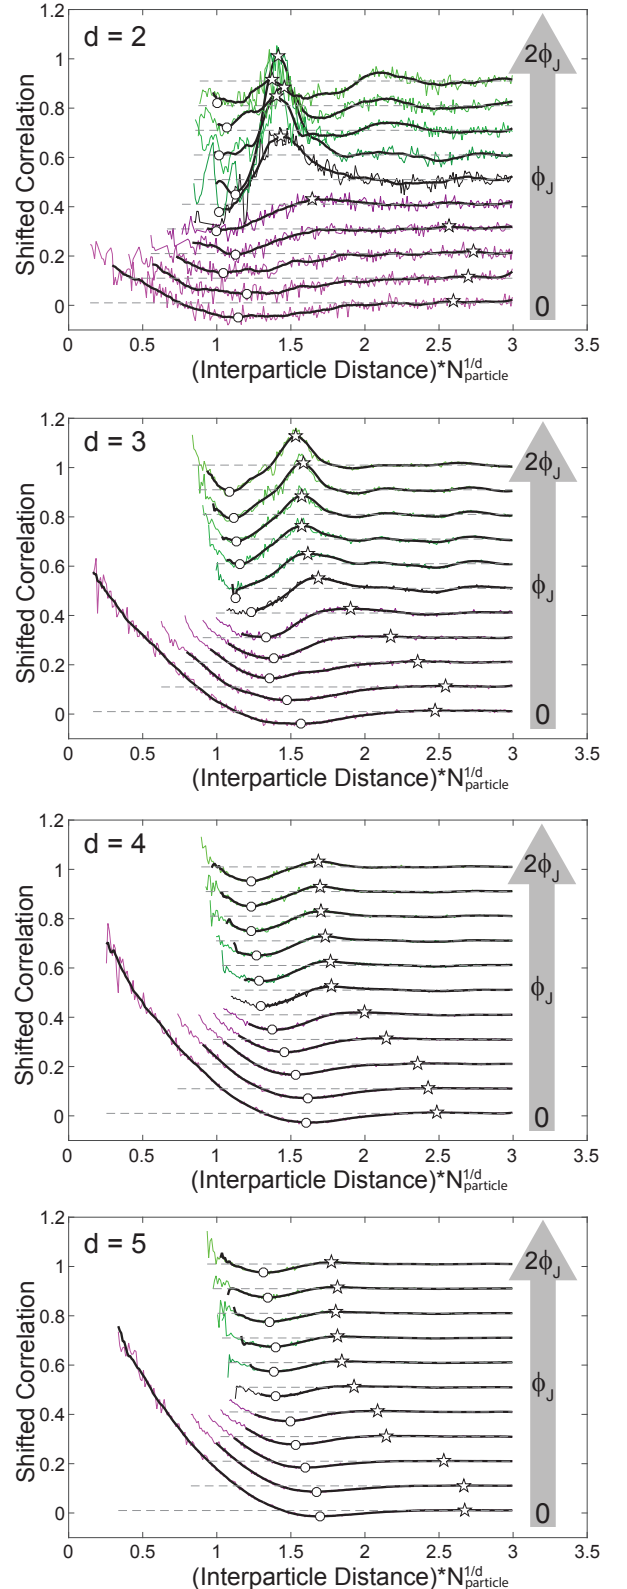 d = 2
Shifted Correlation
1
0.8
0.6
0.4
0.2
0
0 0.5 1 1.5 2 2.5 3 3.5
(Interparticle Distance)*N^{1/d}_{particle}
2ϕ_J
ϕ_J
0
d = 3
Shifted Correlation
1.2
1
0.8
0.6
0.4
0.2
0
0 0.5 1 1.5 2 2.5 3 3.5
(Interparticle Distance)*N^{1/d}_{particle}
2ϕ_J
ϕ_J
0
d = 4
Shifted Correlation
1.2
1
0.8
0.6
0.4
0.2
0
0 0.5 1 1.5 2 2.5 3 3.5
(Interparticle Distance)*N^{1/d}_{particle}
2ϕ_J
ϕ_J
0
d = 5
Shifted Correlation
1.2
1
0.8
0.6
0.4
0.2
0
0 0.5 1 1.5 2 2.5 3 3.5
(Interparticle Distance)*N^{1/d}_{particle}
2ϕ_J
ϕ_J
0